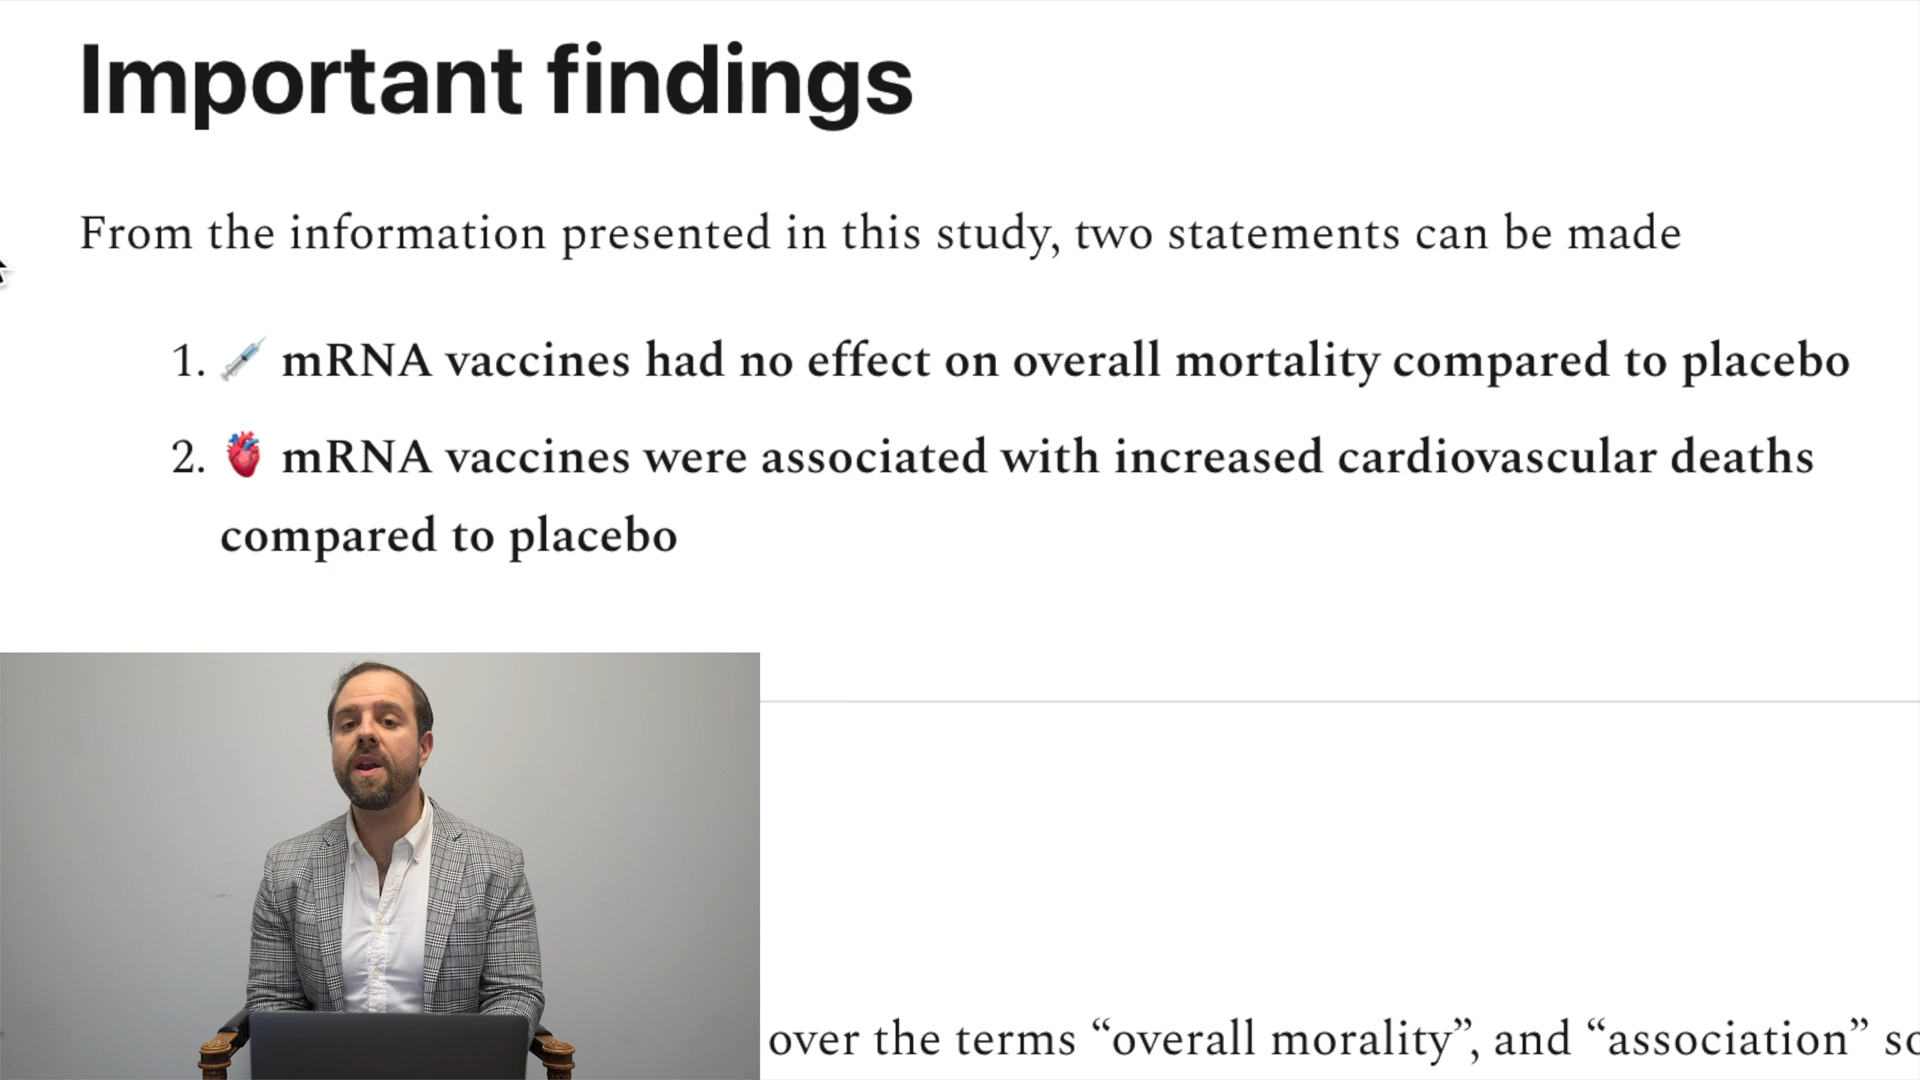 Important findings
From the information presented in this study, two statements can be made
1. 💉 mRNA vaccines had no effect on overall mortality compared to placebo
2. 🫀 mRNA vaccines were associated with increased cardiovascular deaths
compared to placebo
over the terms “overall morality”, and “association” so